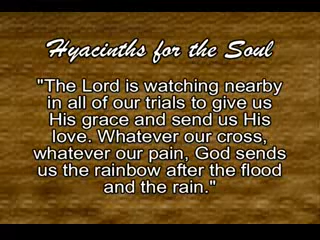 Hyacinths for the Soul
"The Lord is watching nearby
in all of our trials to give us
His grace and send us His
love. Whatever our cross,
whatever our pain, God sends
us the rainbow after the flood
and the rain."